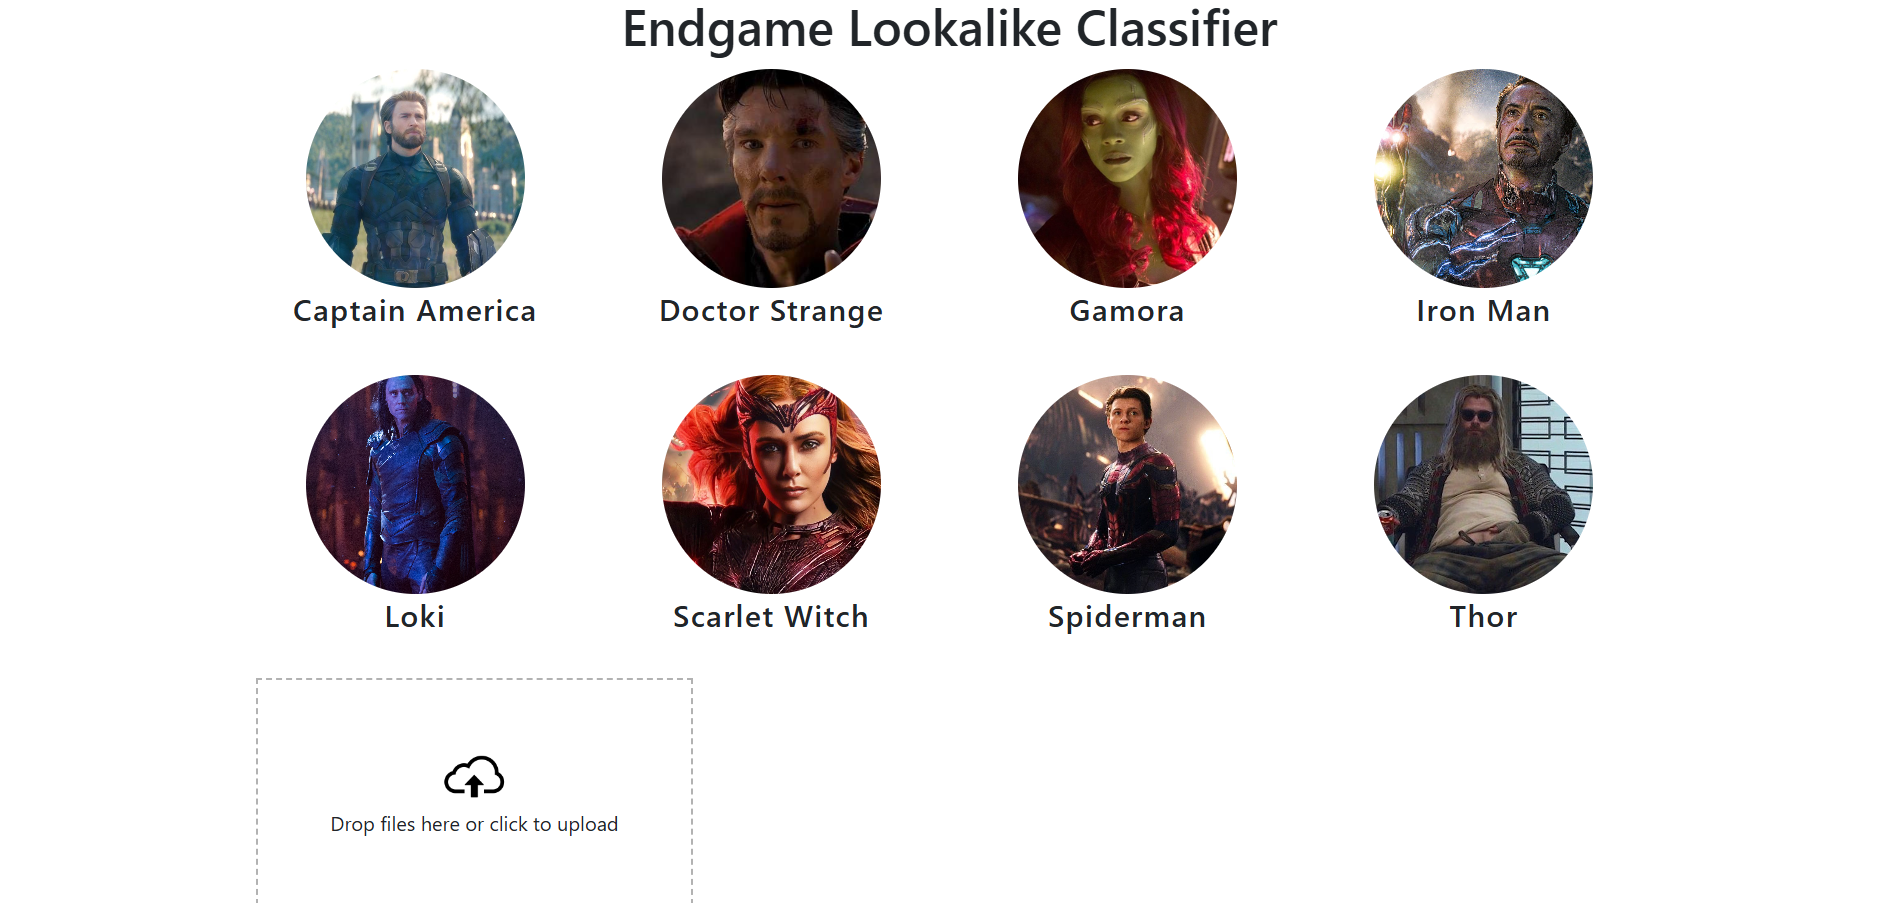 Endgame Lookalike Classifier
Captain America
Doctor Strange
Gamora
Iron Man
Loki
Scarlet Witch
Spiderman
Thor
Drop files here or click to upload